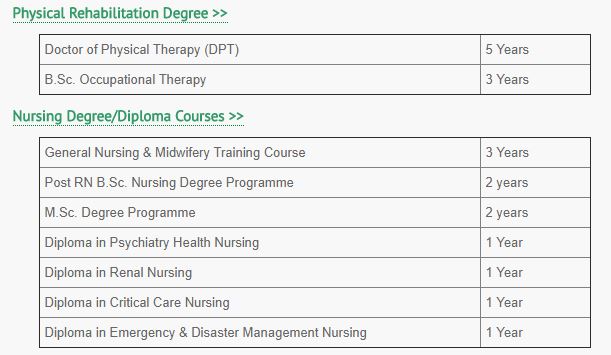 Physical Rehabilitation Degree >>
Doctor of Physical Therapy (DPT) 5 Years
B.Sc. Occupational Therapy 3 Years
Nursing Degree/Diploma Courses >>
General Nursing & Midwifery Training Course 3 Years
Post RN B.Sc. Nursing Degree Programme 2 years
M.Sc. Degree Programme 2 years
Diploma in Psychiatry Health Nursing 1 Year
Diploma in Renal Nursing 1 Year
Diploma in Critical Care Nursing 1 Year
Diploma in Emergency & Disaster Management Nursing 1 Year